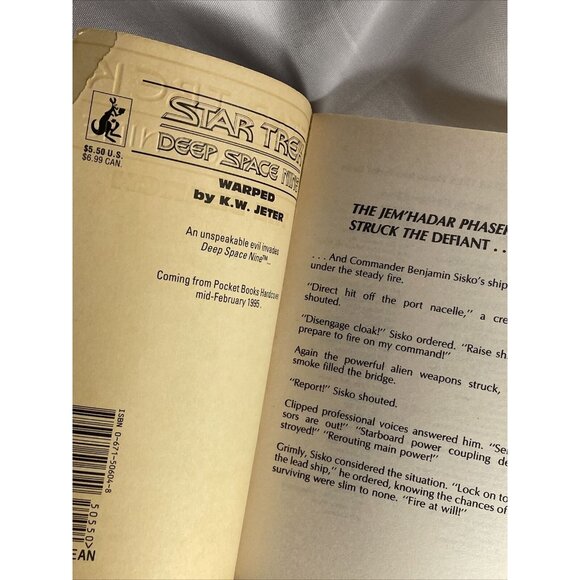 $5.50 U.S.
$6.99 CAN.
STAR TREK
DEEP SPACE NINE
WARPED™
by K.W. JETER
An unspeakable evil invades
Deep Space Nine™...
Coming from Pocket Books Hardcover
mid-February 1995.
ISBN 0-671-50604-8
50550>
EAN
THE JEM'HADAR PHASER
STRUCK THE DEFIANT . .
. . . And Commander Benjamin Sisko's ship
under the steady fire.
"Direct hit off the port nacelle," a cre
shouted.
"Disengage cloak!" Sisko ordered. "Raise sh
prepare to fire on my command!"
Again the powerful alien weapons struck,
smoke filled the bridge.
"Report!" Sisko shouted.
Clipped professional voices answered him. "Se
sors are out!" "Starboard power coupling de
stroyed!" "Rerouting main power!"
Grimly, Sisko considered the situation. "Lock on to
the lead ship," he ordered, knowing the chances of
surviving were slim to none. "Fire at will!"